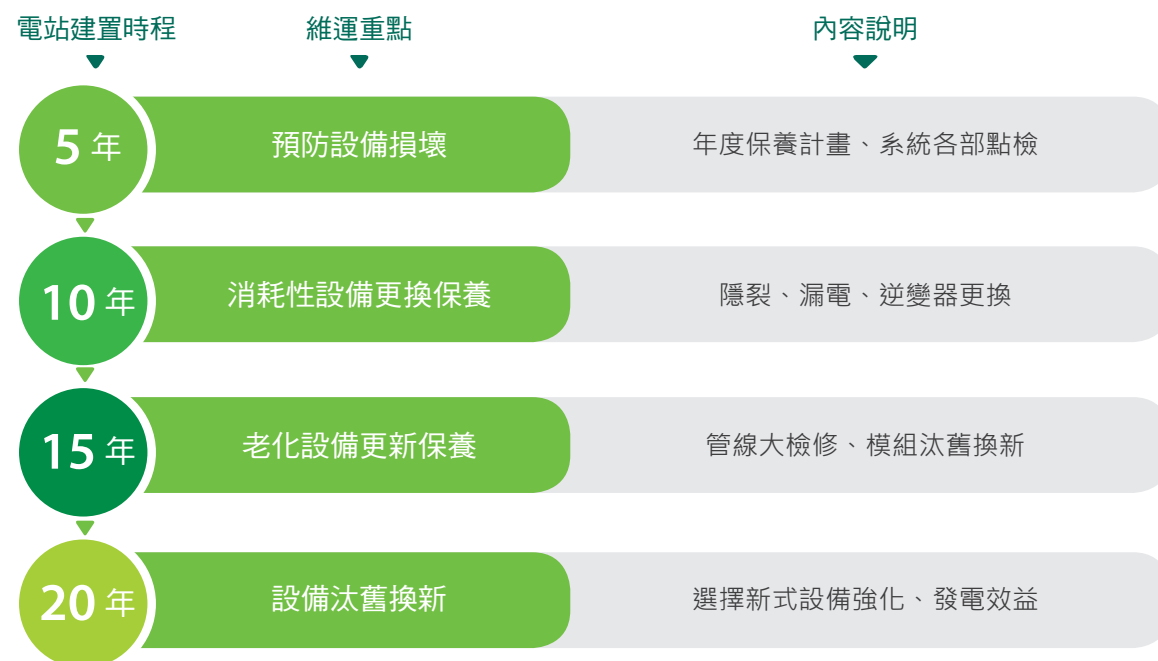 電站建置時程 維運重點 內容說明
5 年 預防設備損壞 年度保養計畫、系統各部點檢
10 年 消耗性設備更換保養 隱裂、漏電、逆變器更換
15 年 老化設備更新保養 管線大檢修、模組汰舊換新
20 年 設備汰舊換新 選擇新式設備強化、發電效益